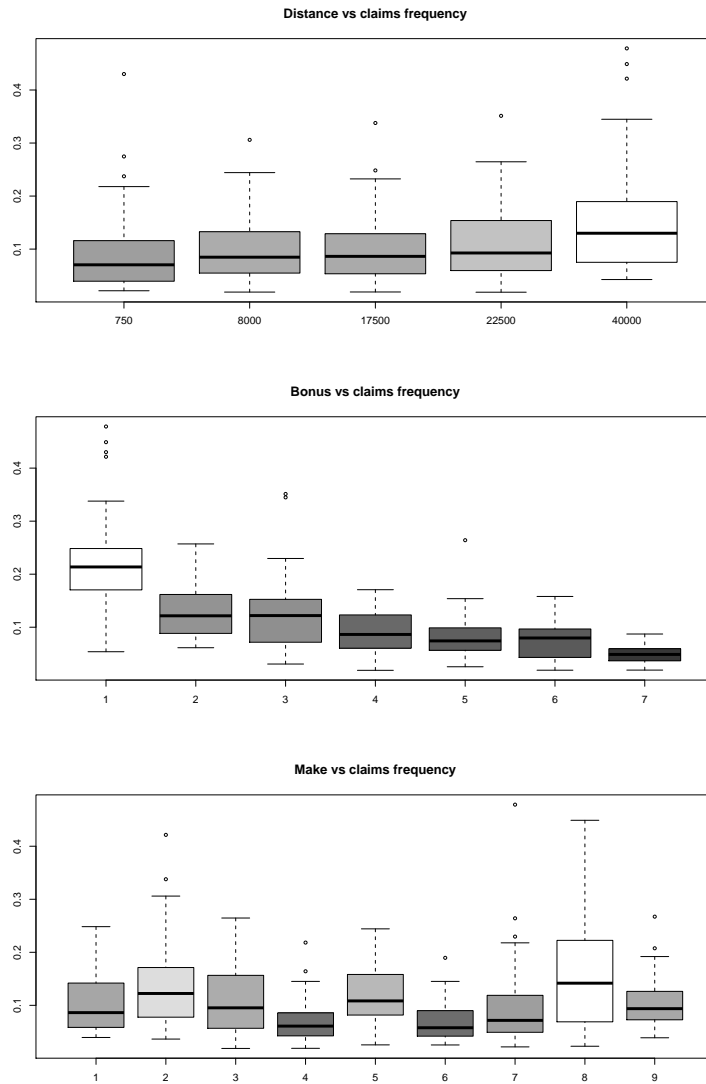 Distance vs claims frequency
0.4
0.3
0.2
0.1
750 8000 17500 22500 40000
Bonus vs claims frequency
0.4
0.3
0.2
0.1
1 2 3 4 5 6 7
Make vs claims frequency
0.4
0.3
0.2
0.1
1 2 3 4 5 6 7 8 9